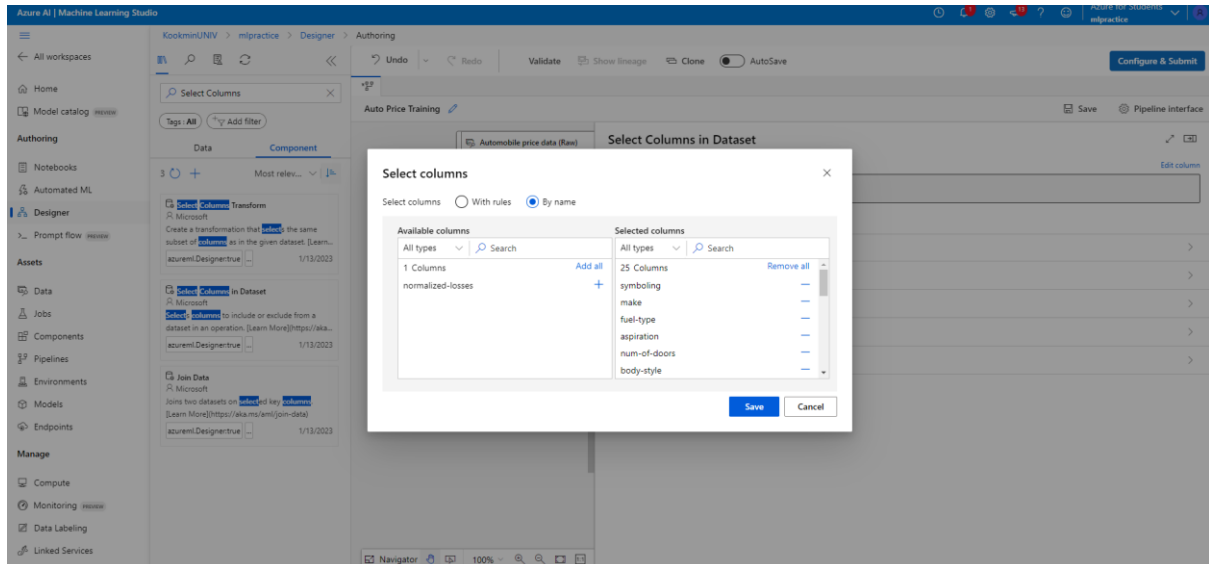 Azure AI | Machine Learning Studio
Azure for Students
mlpractice
KookminUNIV > mlpractice > Designer > Authoring
All workspaces
Home
Model catalog PREVIEW
Authoring
Notebooks
Automated ML
Designer
Prompt flow PREVIEW
Assets
Data
Jobs
Components
Pipelines
Environments
Models
Endpoints
Manage
Compute
Monitoring PREVIEW
Data Labeling
Linked Services
Select Columns
Tags : All
Add filter
Data
Component
3
Most relev...
Select Columns Transform
Microsoft
Create a transformation that selects the same
subset of columns as in the given dataset. [Learn...
azureml.Designer:true ...
1/13/2023
Select Columns in Dataset
Microsoft
Selects columns to include or exclude from a
dataset in an operation. [Learn More](https://aka...
azureml.Designer:true ...
1/13/2023
Join Data
Microsoft
Joins two datasets on selected key columns
[Learn More](https://aka.ms/aml/join-data)
azureml.Designer:true ...
1/13/2023
Undo
Redo
Validate
Show lineage
Clone
AutoSave
Configure & Submit
Auto Price Training
Save
Pipeline interface
Automobile price data (Raw)
Select Columns in Dataset
Edit column
Select columns
Select columns
With rules
By name
Available columns
All types
Search
1 Columns
Add all
normalized-losses
Selected columns
All types
Search
25 Columns
Remove all
symboling
make
fuel-type
aspiration
num-of-doors
body-style
Save
Cancel
Navigator
100%